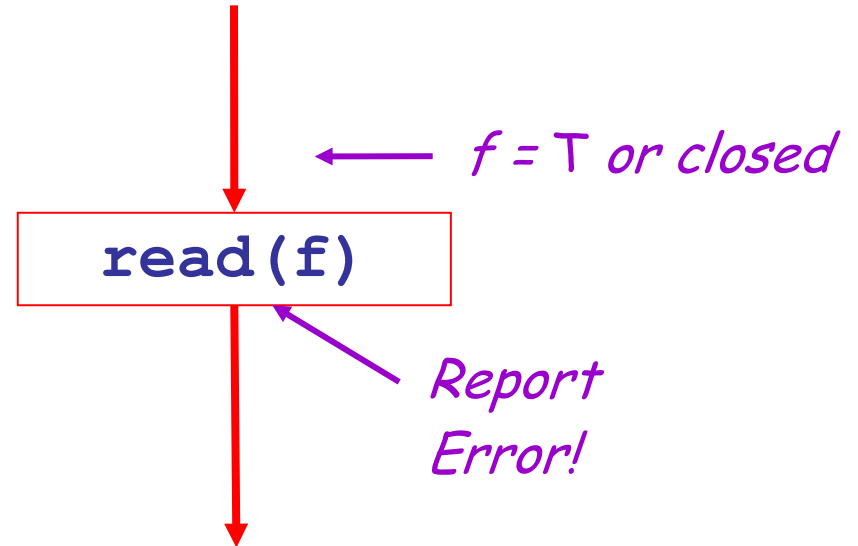 f = T or closed
read(f)
Report
Error!